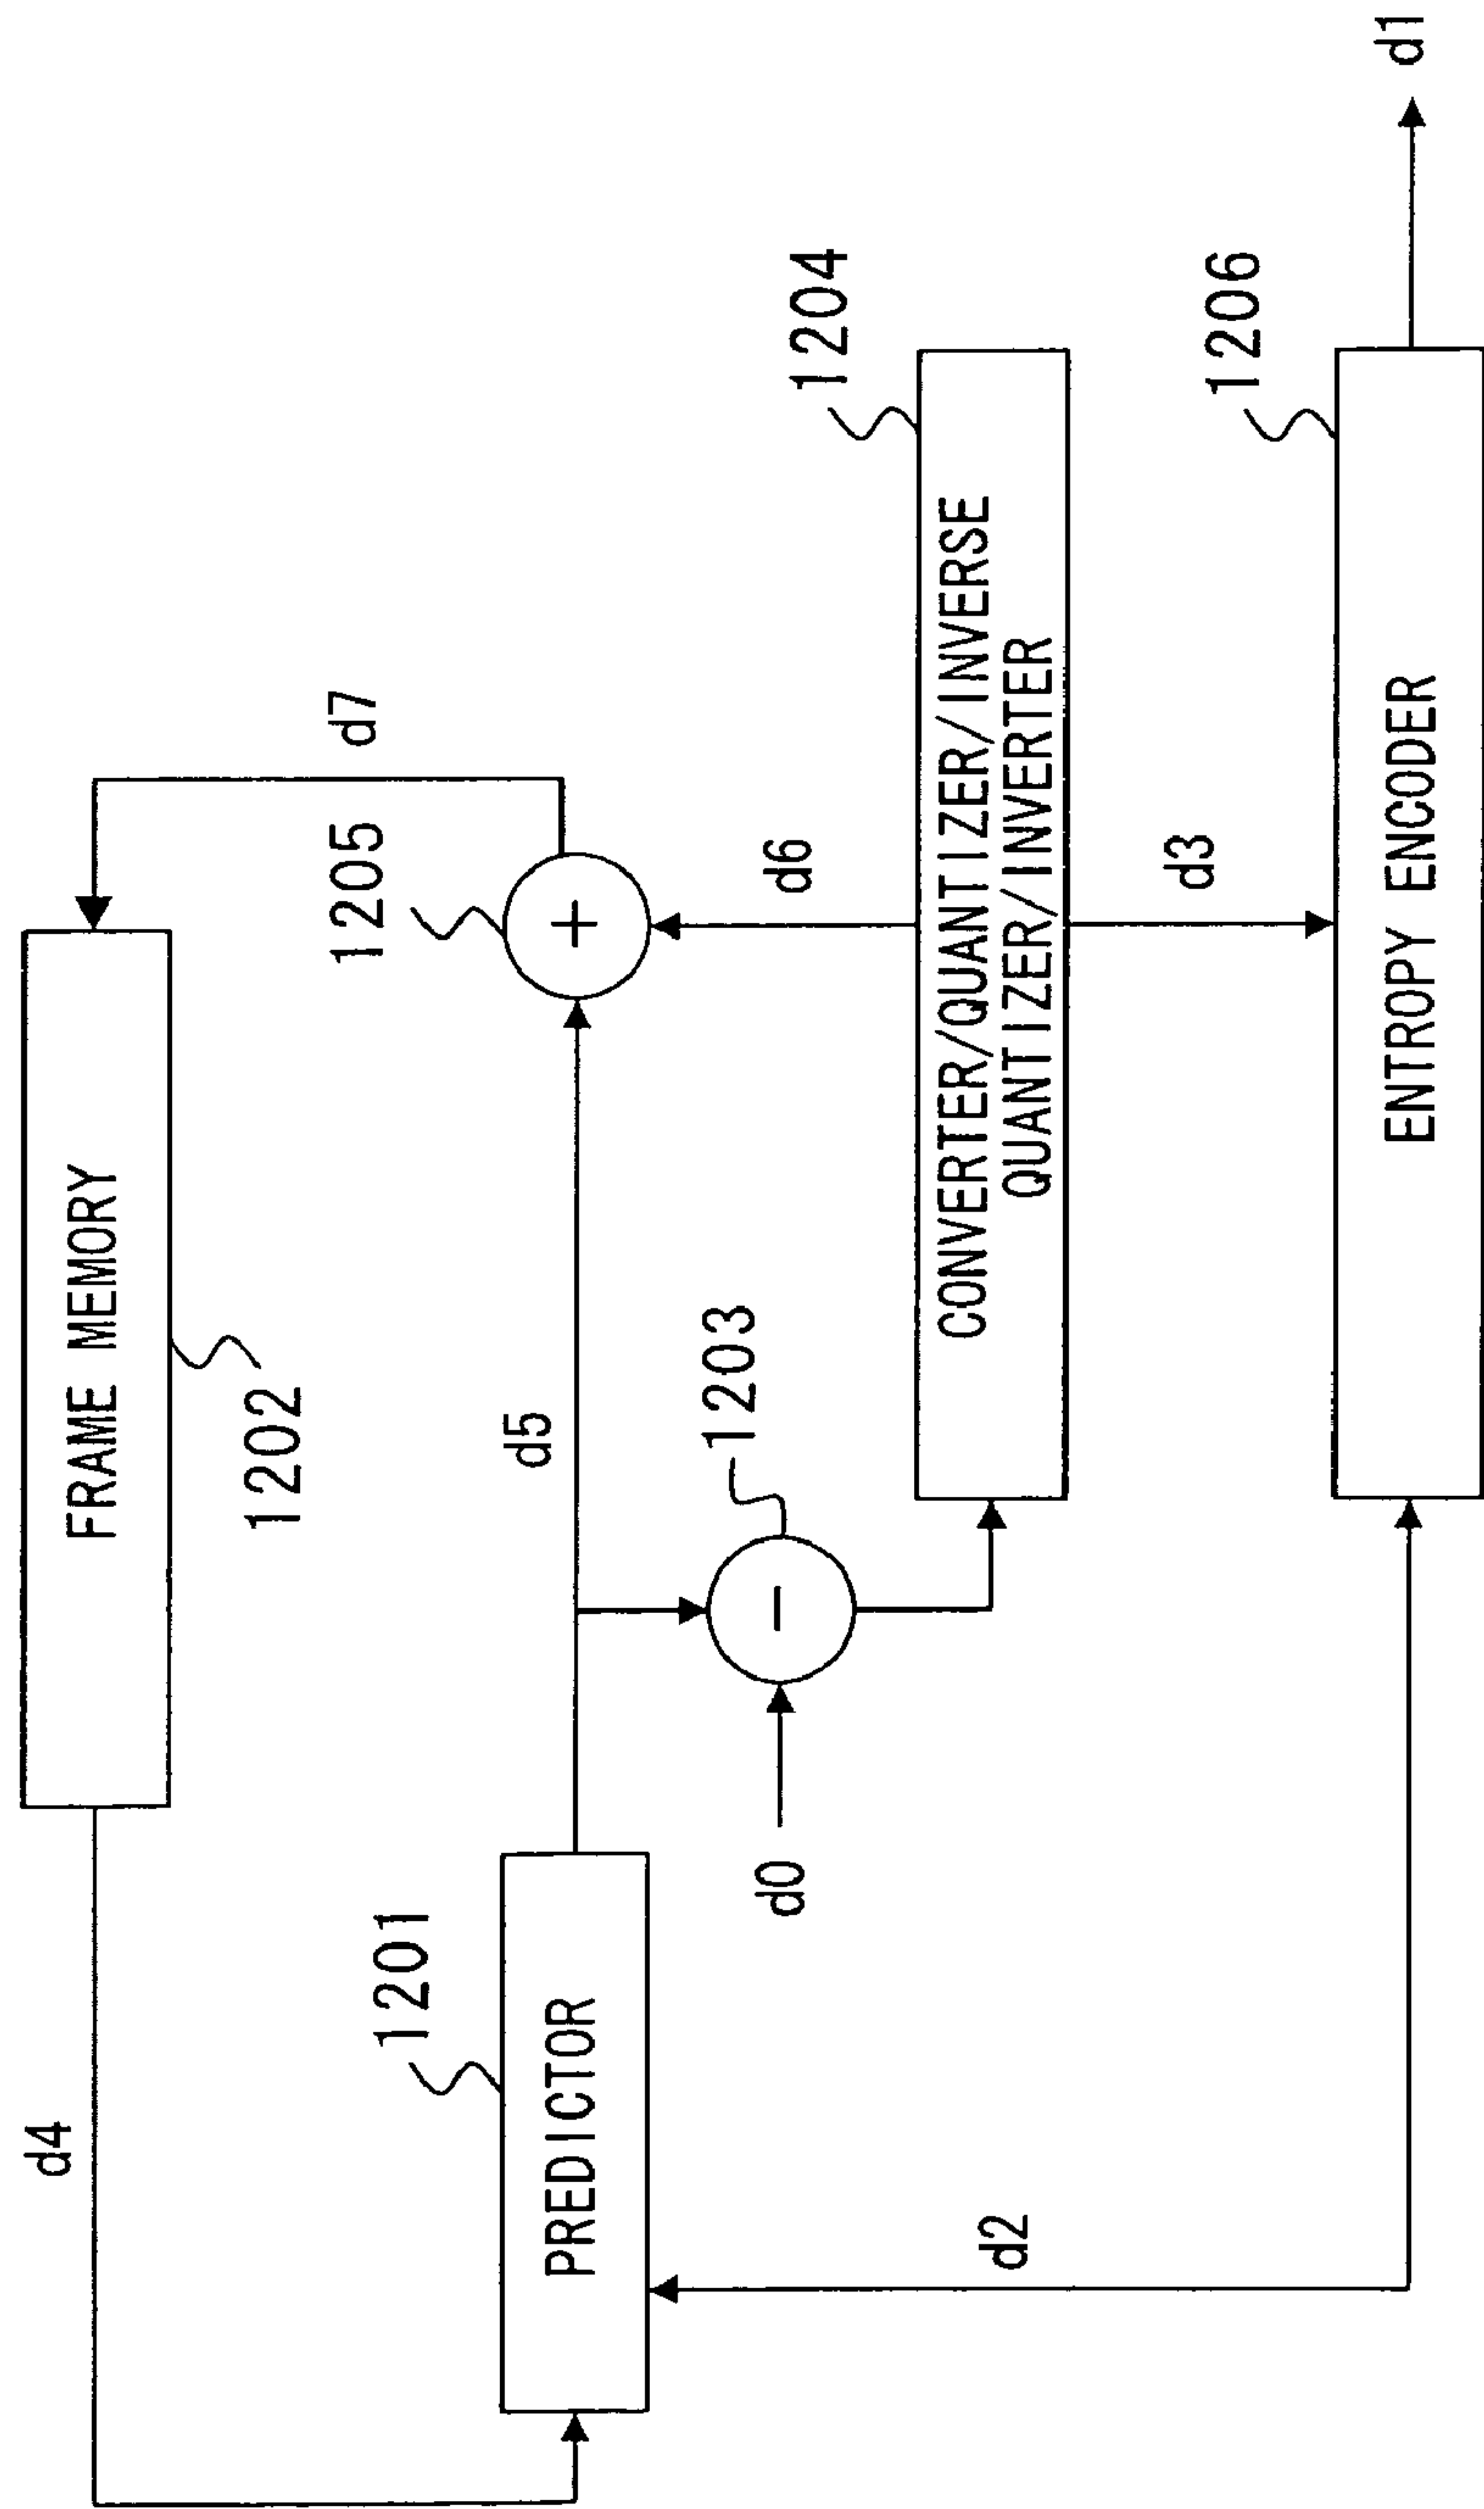 d4
FRAME MEMORY
1202
1205
d7
1201
PREDICTOR
d5
d0
1203
d6
1204
CONVERTER/QUANTIZER/INVERSE
QUANTIZER/INVERTER
d2
d3
1206
ENTROPY ENCODER
d1